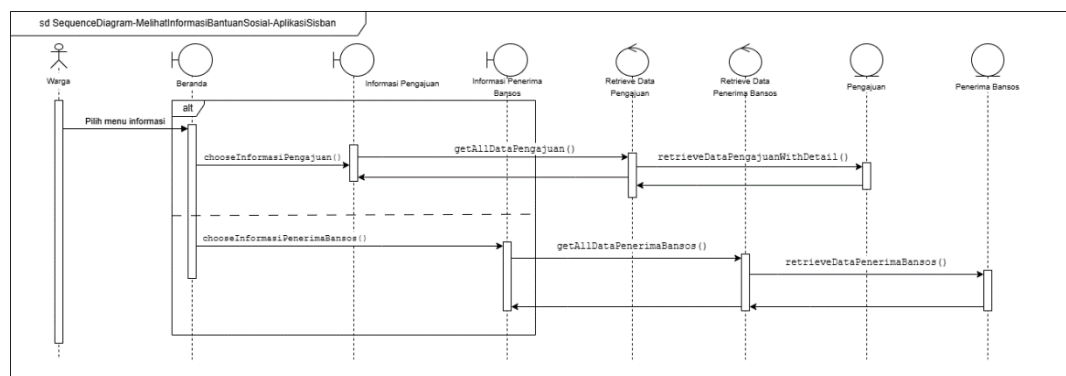 sd SequenceDiagram-MelihatInformasiBantuanSosial-AplikasiSisban
Warga
Beranda
Informasi Pengajuan
Informasi Penerima
Bansos
Retrieve Data
Pengajuan
Retrieve Data
Penerima Bansos
Pengajuan
Penerima Bansos
alt
Pilih menu informasi
chooseInformasiPengajuan()
getAllDataPengajuan()
retrieveDataPengajuanWithDetail()
chooseInformasiPenerimaBansos()
getAllDataPenerimaBansos()
retrieveDataPenerimaBansos()